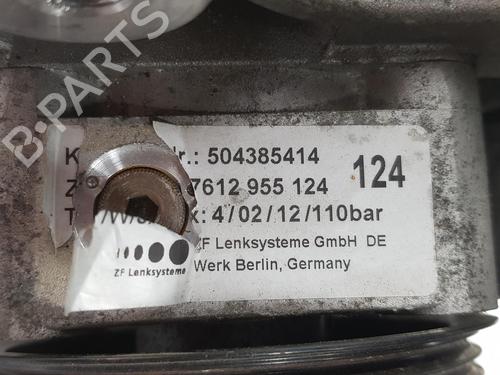 B-PARTS
K r.: 504385414
Z 7612 955 124 124
T /W/ x: 4/02/12/110bar
ZF Lenksysteme GmbH DE
ZF Lenksysteme Werk Berlin, Germany